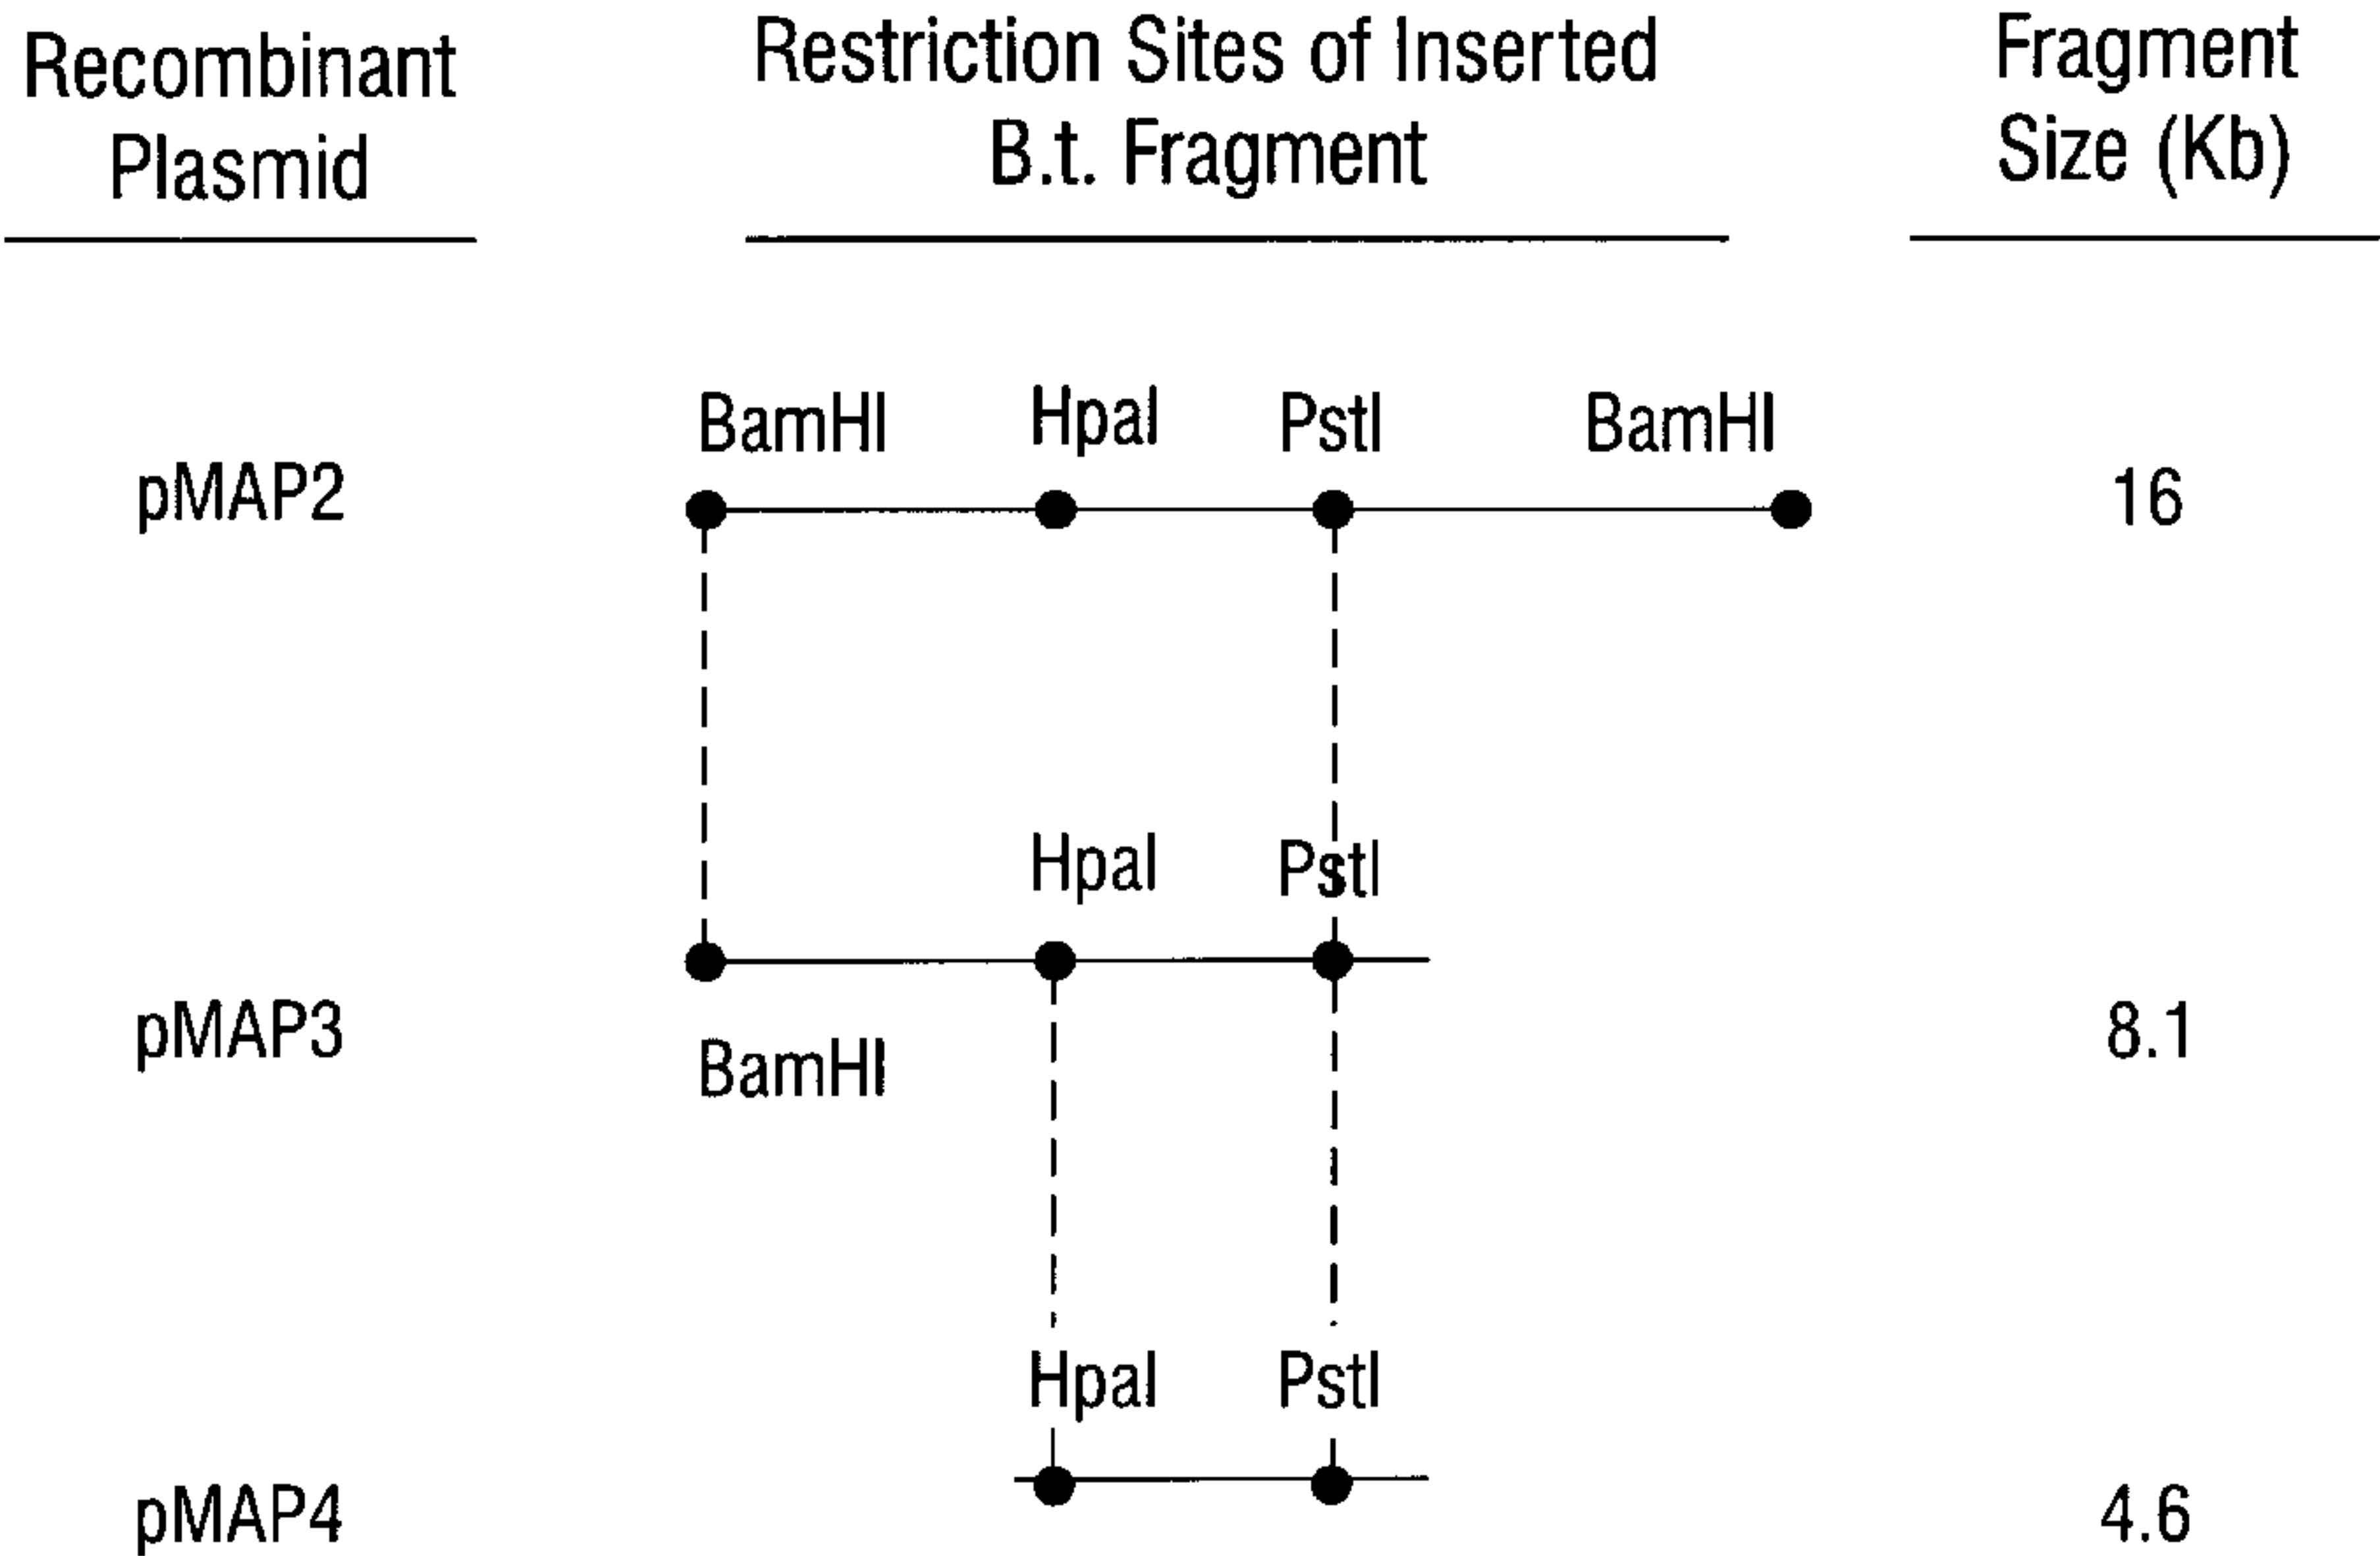 Recombinant
Plasmid
Restriction Sites of Inserted
B.t. Fragment
Fragment
Size (Kb)
BamHI HpaI PstI BamHI
pMAP2 16
HpaI PstI
pMAP3 8.1
BamHI
HpaI PstI
pMAP4 4.6